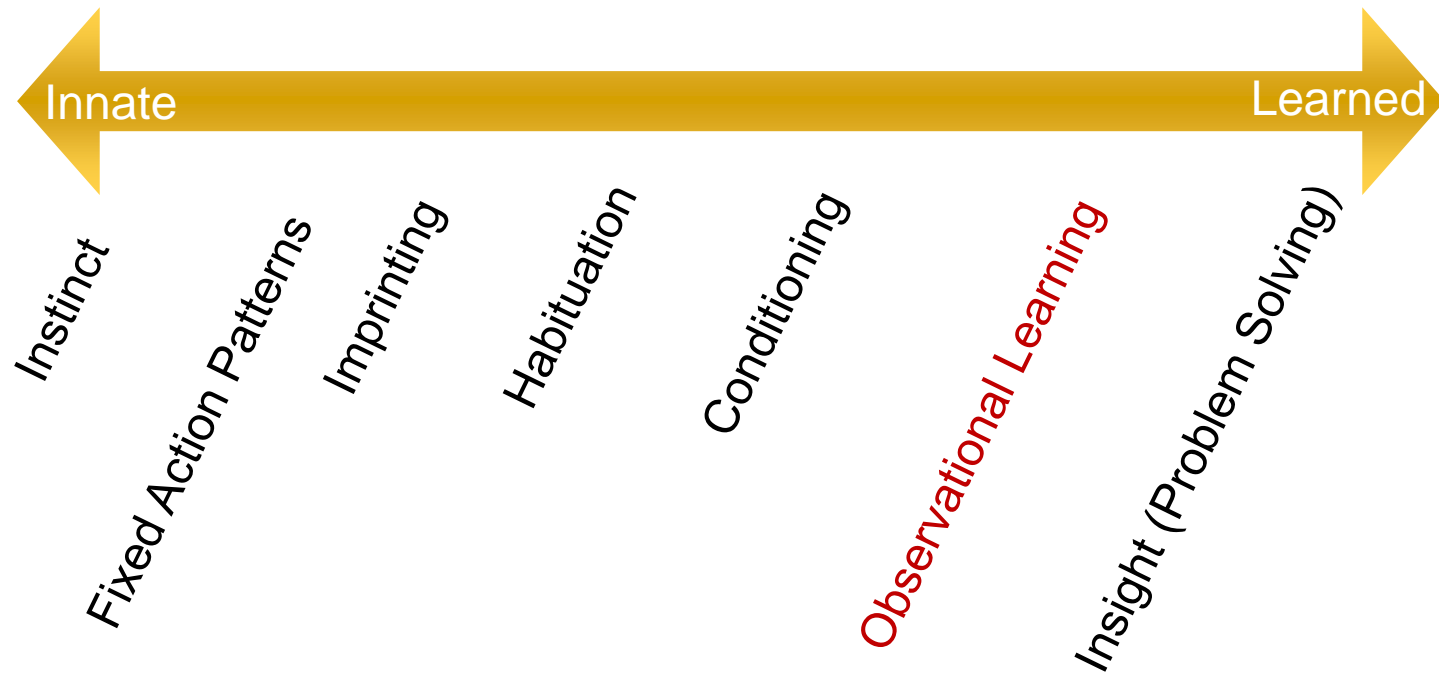 Innate
Learned
Instinct
Fixed Action Patterns
Imprinting
Habituation
Conditioning
Observational Learning
Insight (Problem Solving)